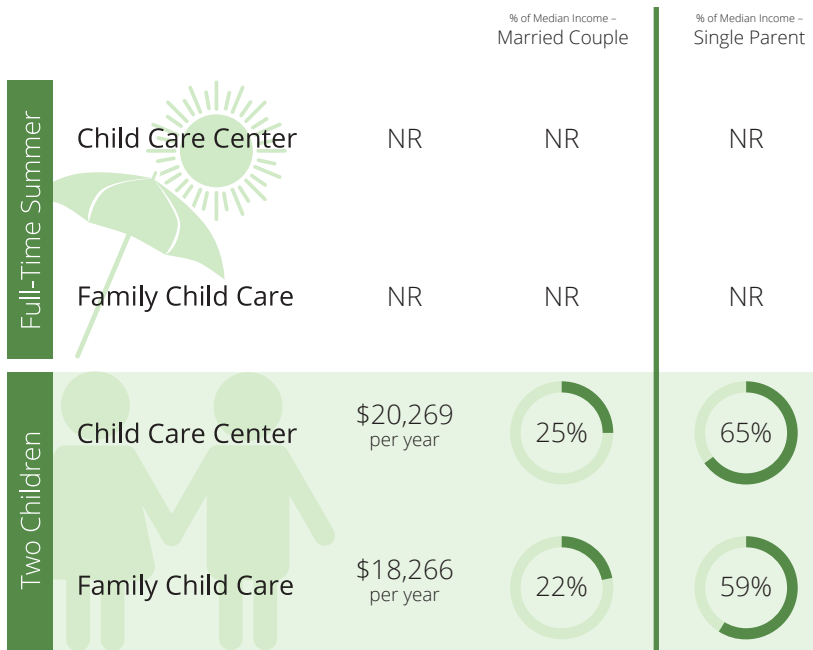 % of Median Income –
Married Couple
% of Median Income –
Single Parent
Full-Time Summer
Child Care Center
NR
NR
NR
Family Child Care
NR
NR
NR
Two Children
Child Care Center
$20,269
per year
25%
65%
Family Child Care
$18,266
per year
22%
59%